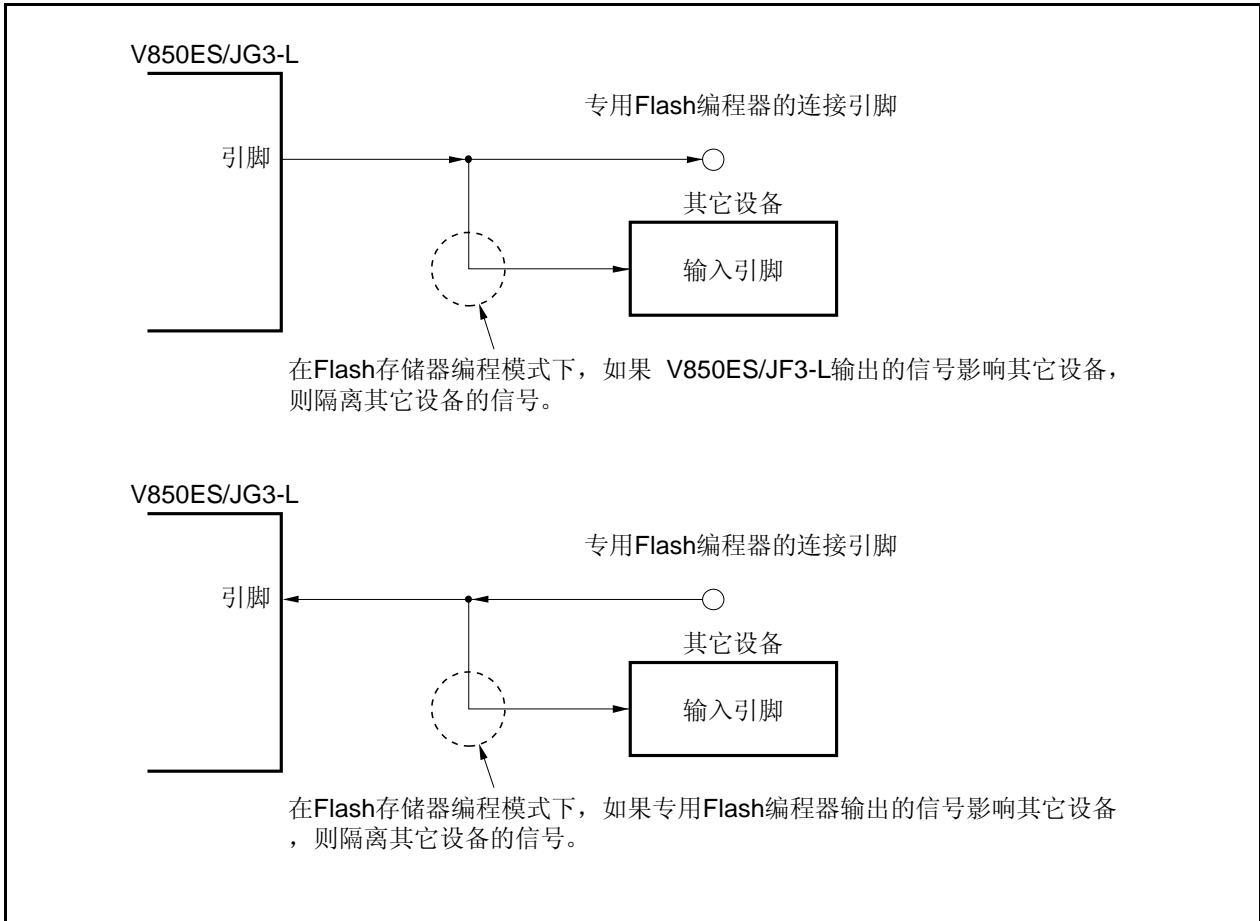 V850ES/JG3-L
专用Flash编程器的连接引脚
引脚
其它设备
输入引脚
在Flash存储器编程模式下，如果 V850ES/JF3-L输出的信号影响其它设备，
则隔离其它设备的信号。
V850ES/JG3-L
专用Flash编程器的连接引脚
引脚
其它设备
输入引脚
在Flash存储器编程模式下，如果专用Flash编程器输出的信号影响其它设备
，则隔离其它设备的信号。